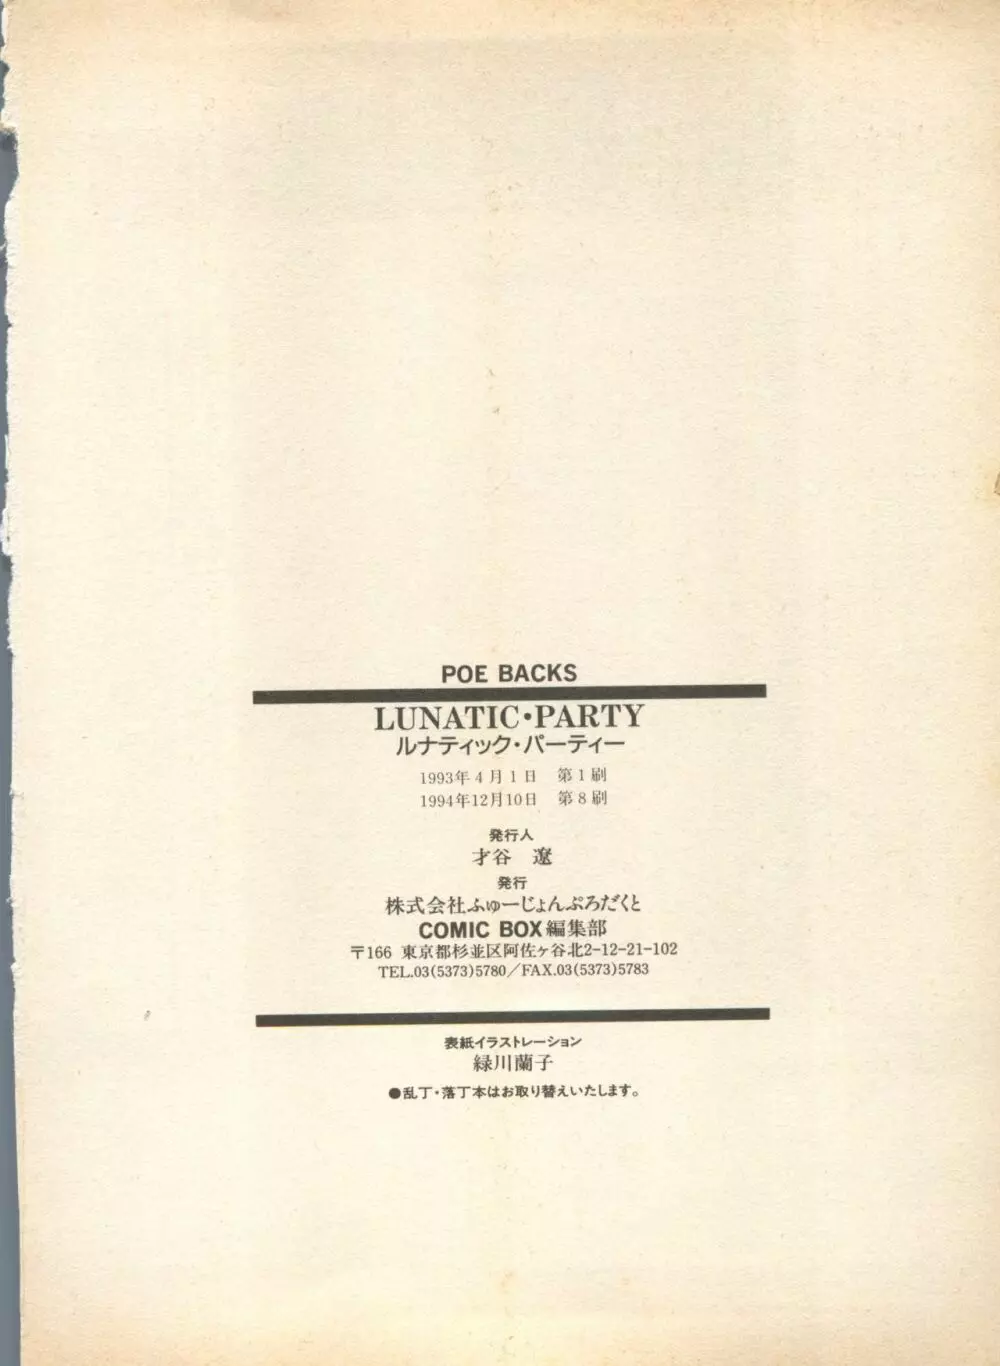 POE BACKS
LUNATIC・PARTY
ルナティック・パーティー
1993年4月1日 第1刷
1994年12月10日 第8刷
発行人
才谷 遼
発行
株式会社ふゅーじょんぷろだくと
COMIC BOX編集部
〒166 東京都杉並区阿佐ヶ谷北2-12-21-102
TEL.03(5373)5780／FAX.03(5373)5783
表紙イラストレーション
緑川蘭子
●乱丁・落丁本はお取り替えいたします。